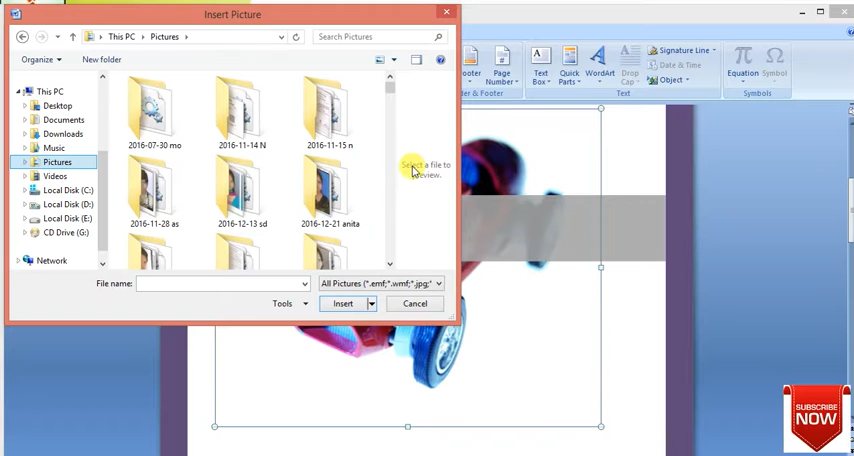 Insert Picture
This PC
Pictures
Search Pictures
Organize
New folder
This PC
Desktop
Documents
Downloads
Music
Pictures
Videos
Local Disk (C:)
Local Disk (D:)
Local Disk (E:)
CD Drive (G:)
Network
2016-07-30 mo
2016-11-14 N
2016-11-15 n
2016-11-28 as
2016-12-13 sd
2016-12-21 anita
Select a file to
preview.
File name:
All Pictures (*.emf;*.wmf;*.jpg;*
Tools
Insert
Cancel
Page
Number
Text
Box
Quick
Parts
WordArt
Drop
Cap
Signature Line
Date & Time
Object
Equation
Symbol
Text
Symbols
SUBSCRIBE
NOW